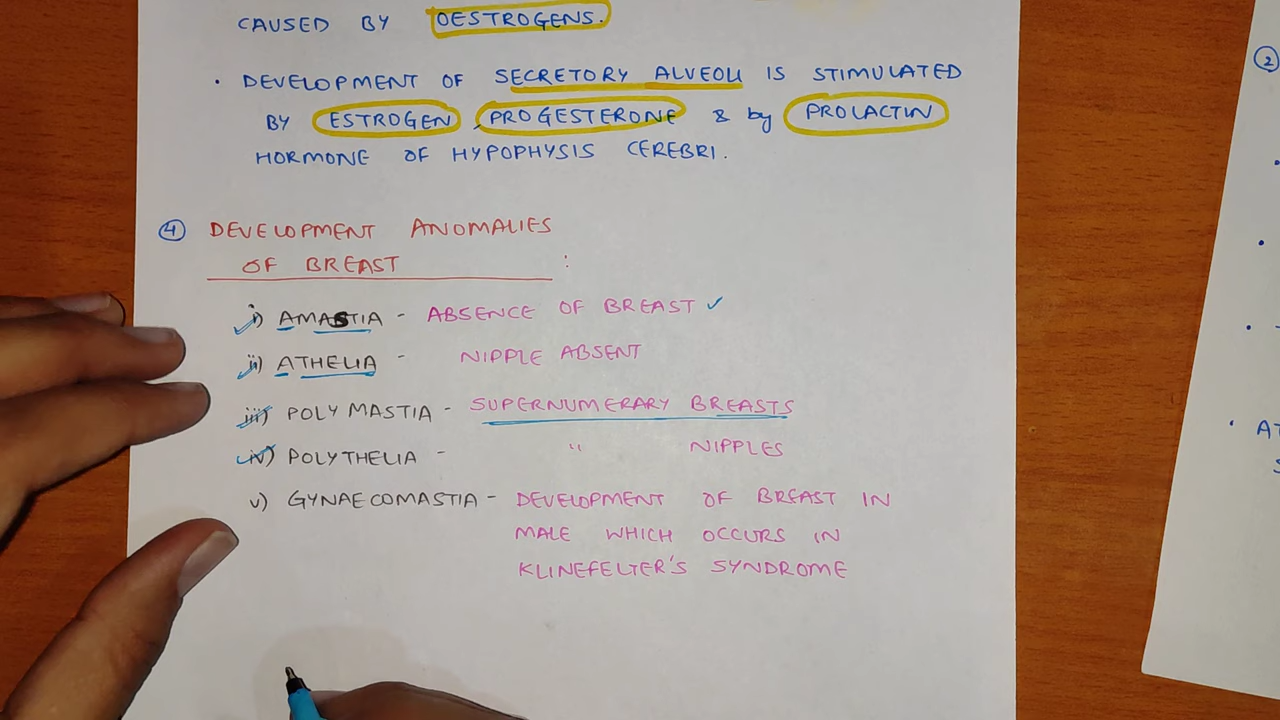 CAUSED BY OESTROGENS.
• DEVELOPMENT OF SECRETORY ALVEOLI IS STIMULATED
BY ESTROGEN, PROGESTERONE & by PROLACTIN
HORMONE OF HYPOPHYSIS CEREBRI.
④ DEVELOPMENT ANOMALIES
OF BREAST :
i) AMASTIA - ABSENCE OF BREAST ✓
ii) ATHELIA - NIPPLE ABSENT
iii) POLYMASTIA - SUPERNUMERARY BREASTS
iv) POLYTHELIA - " NIPPLES
v) GYNAECOMASTIA - DEVELOPMENT OF BREAST IN
MALE WHICH OCCURS IN
KLINEFELTER'S SYNDROME
②
AT